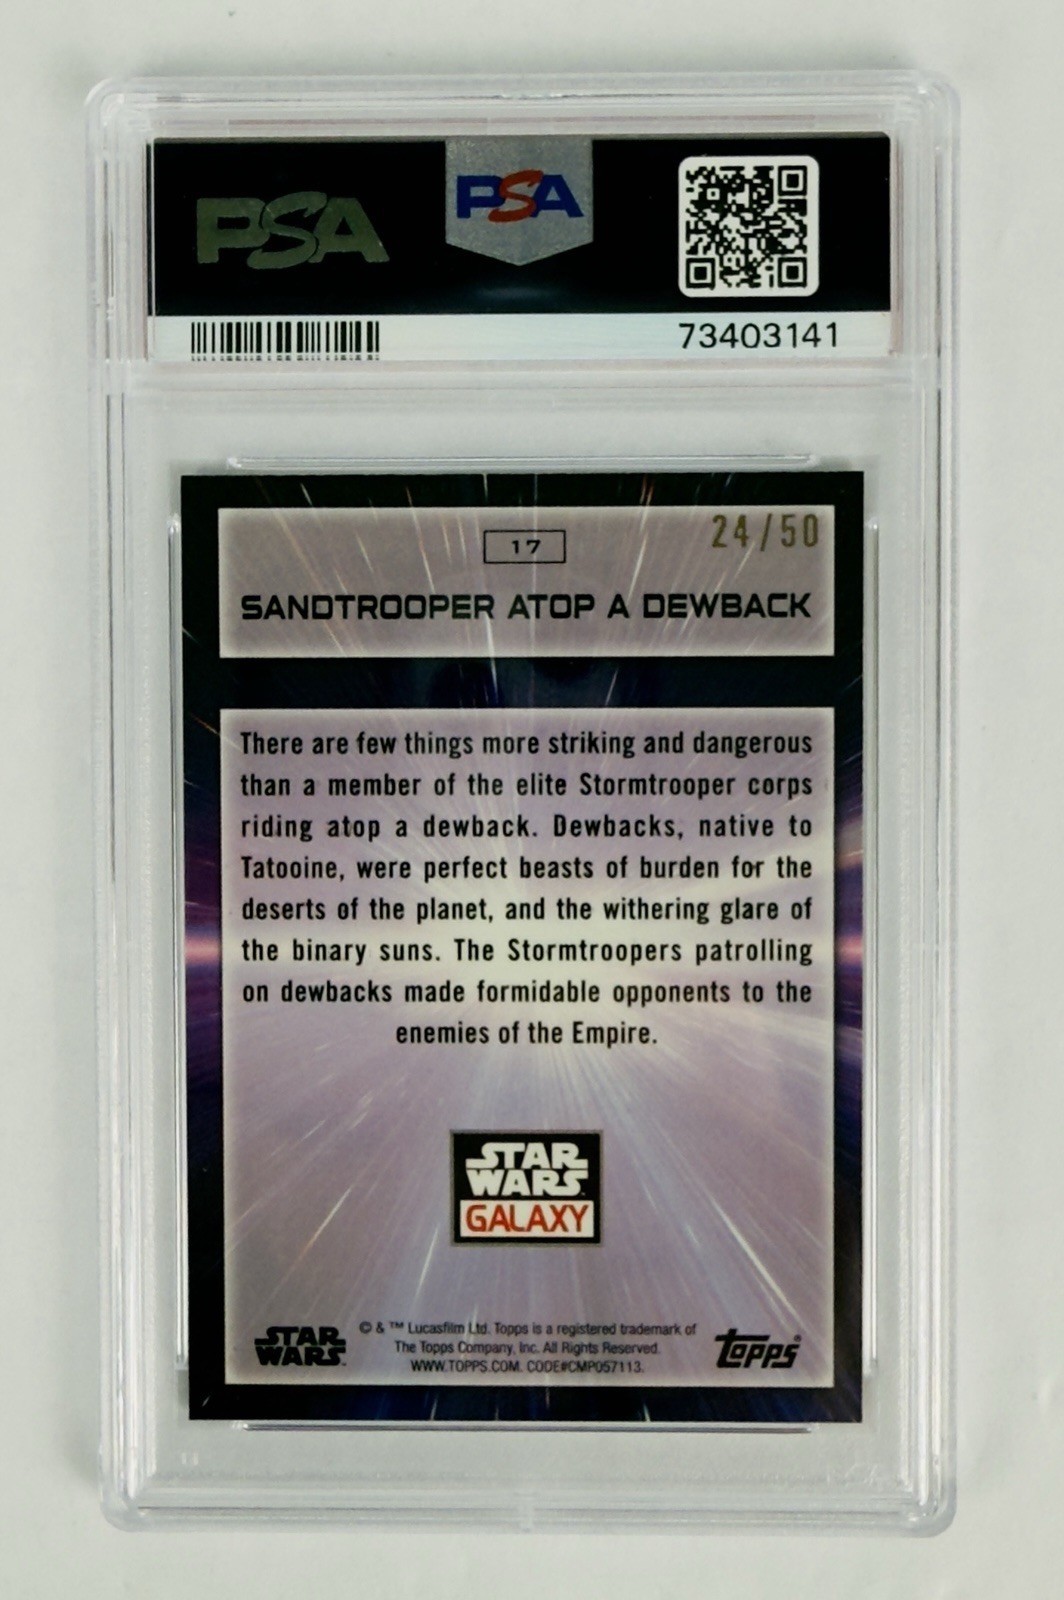 PSA
PSA
73403141
24/50
17
SANDTROOPER ATOP A DEWBACK
There are few things more striking and dangerous
than a member of the elite Stormtrooper corps
riding atop a dewback. Dewbacks, native to
Tatooine, were perfect beasts of burden for the
deserts of the planet, and the withering glare of
the binary suns. The Stormtroopers patrolling
on dewbacks made formidable opponents to the
enemies of the Empire.
STAR
WARS
GALAXY
STAR
WARS
© & ™ Lucasfilm Ltd. Topps is a registered trademark of
The Topps Company, Inc. All Rights Reserved.
WWW.TOPPS.COM. CODE#CMP057113.
topps®